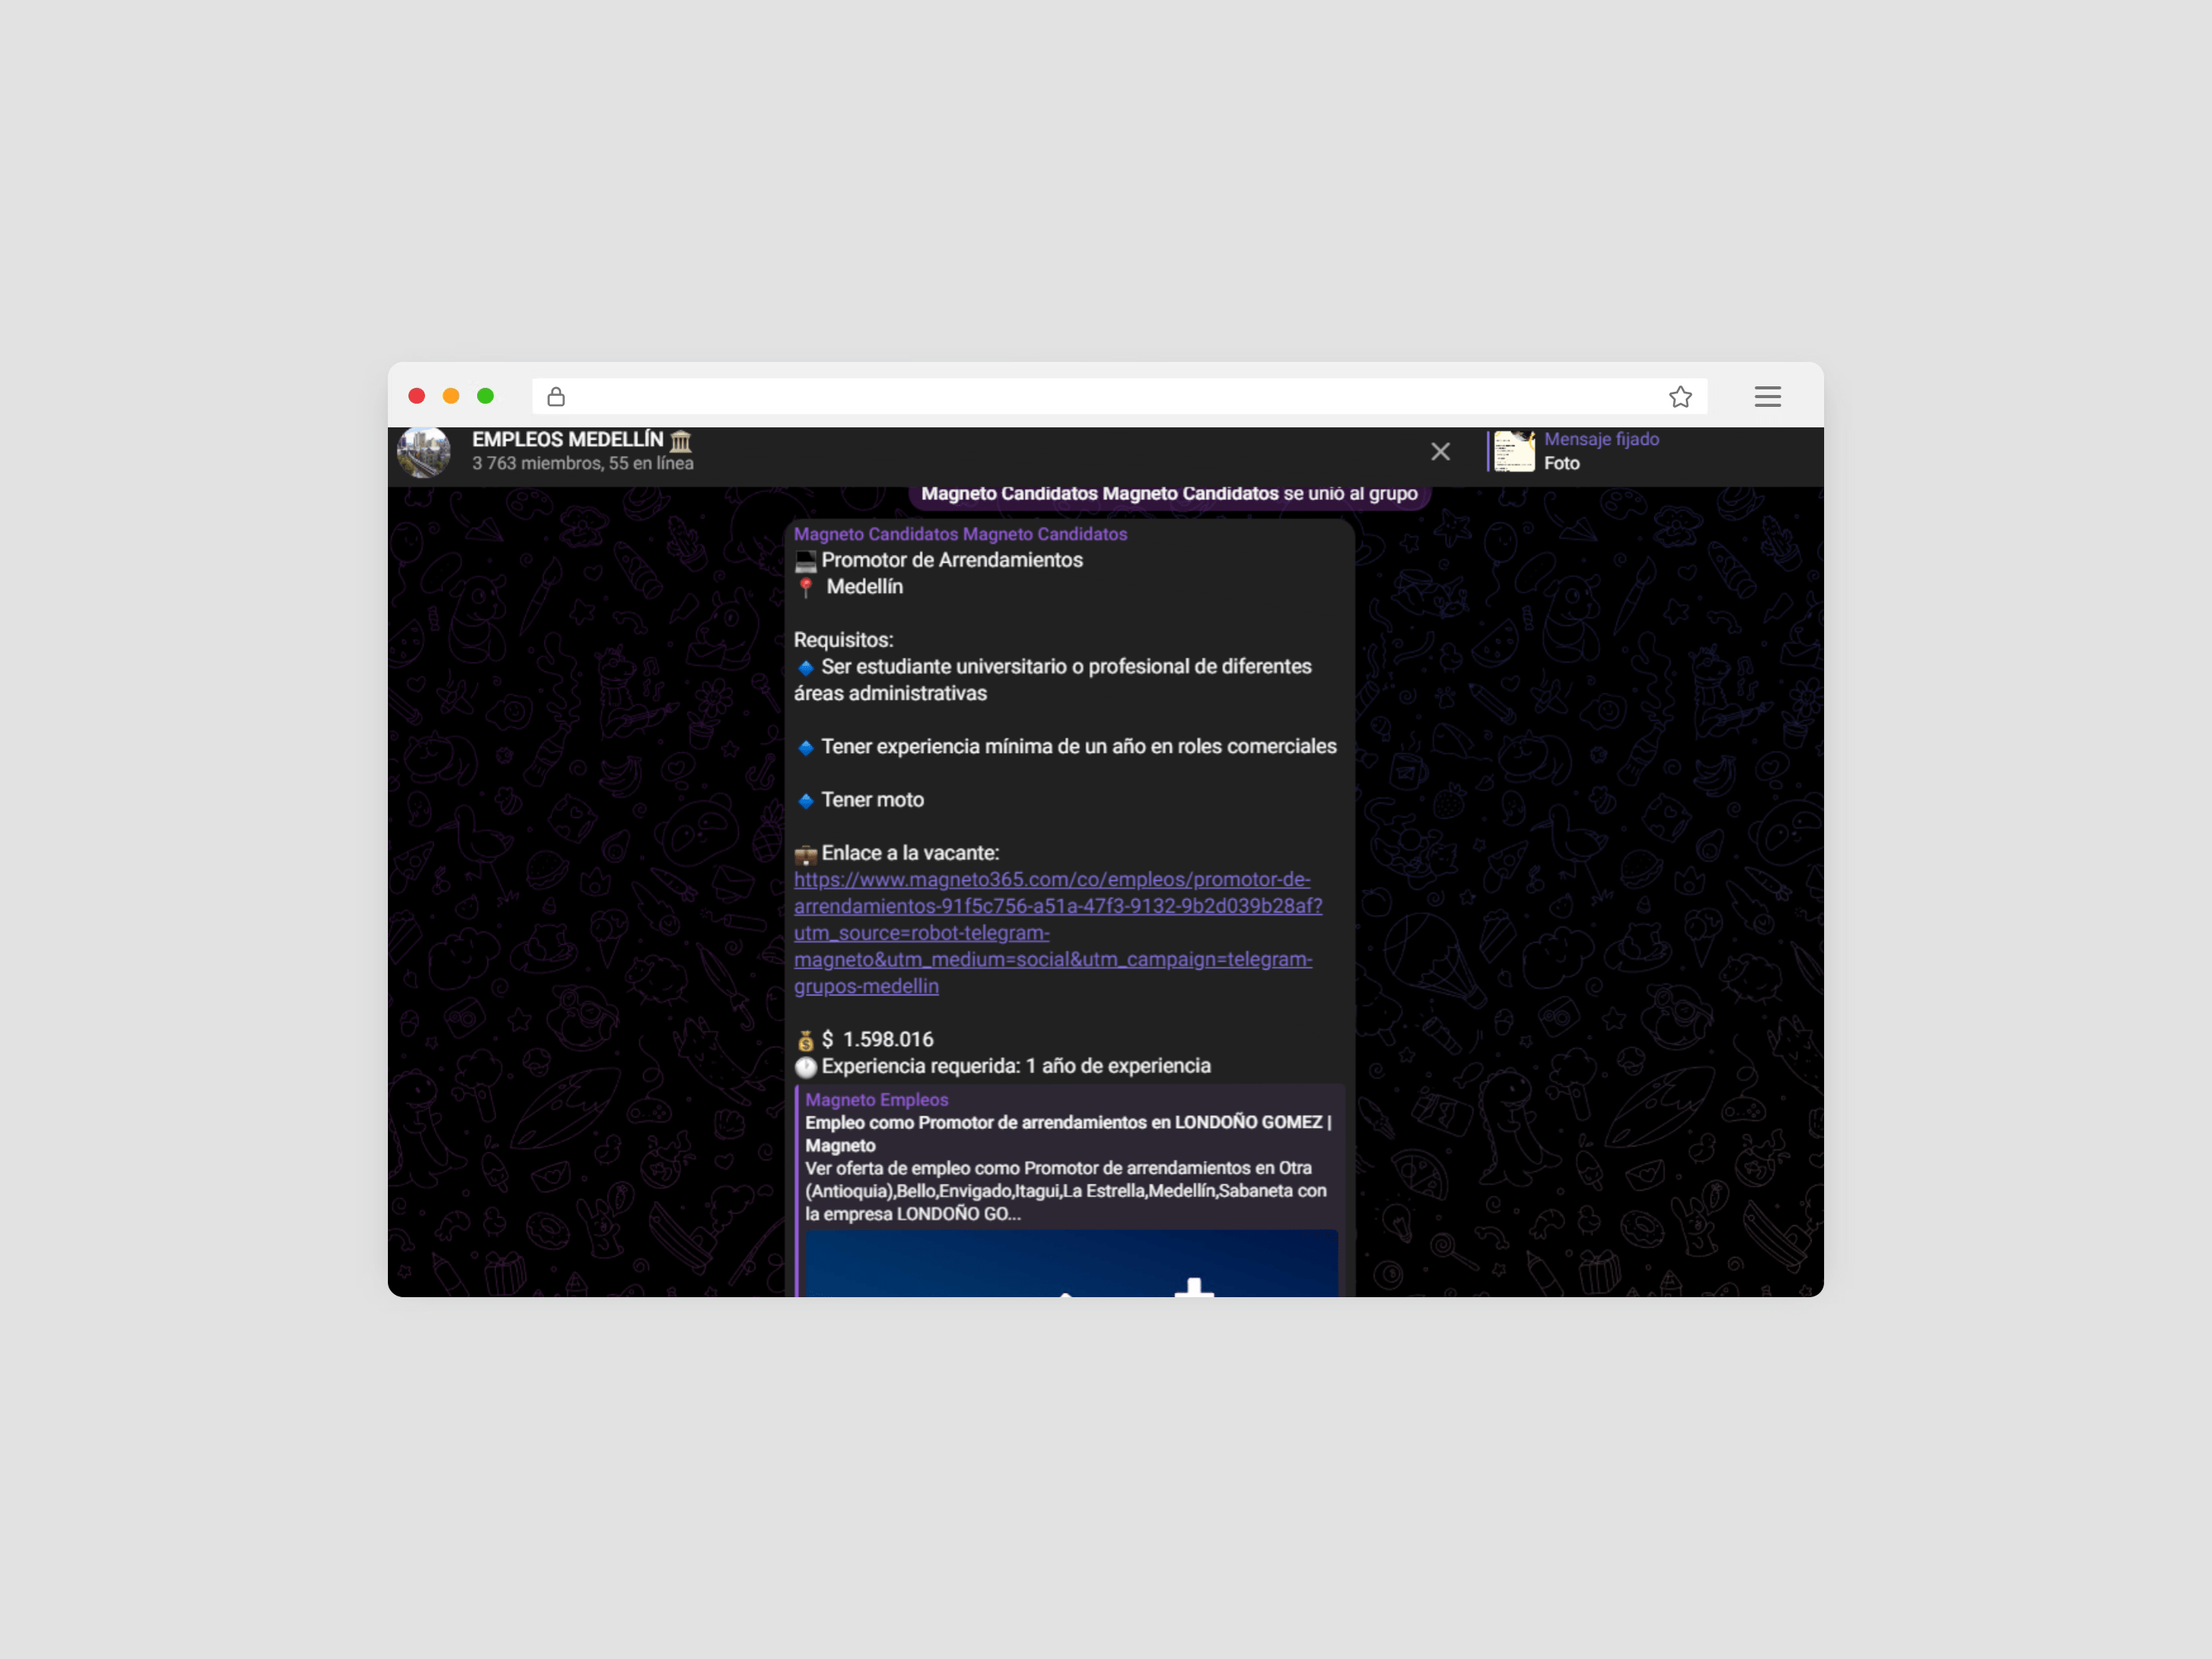 EMPLEOS MEDELLÍN 🏛
3 763 miembros, 55 en línea
Mensaje fijado
Foto
Magneto Candidatos Magneto Candidatos se unió al grupo
Magneto Candidatos Magneto Candidatos
💻 Promotor de Arrendamientos
📍 Medellín
Requisitos:
🔹 Ser estudiante universitario o profesional de diferentes
áreas administrativas
🔹 Tener experiencia mínima de un año en roles comerciales
🔹 Tener moto
💼 Enlace a la vacante:
https://www.magneto365.com/co/empleos/promotor-de-
arrendamientos-91f5c756-a51a-47f3-9132-9b2d039b28af?
utm_source=robot-telegram-
magneto&utm_medium=social&utm_campaign=telegram-
grupos-medellin
💰 $ 1.598.016
🕐 Experiencia requerida: 1 año de experiencia
Magneto Empleos
Empleo como Promotor de arrendamientos en LONDOÑO GOMEZ |
Magneto
Ver oferta de empleo como Promotor de arrendamientos en Otra
(Antioquia),Bello,Envigado,Itagui,La Estrella,Medellín,Sabaneta con
la empresa LONDOÑO GO...